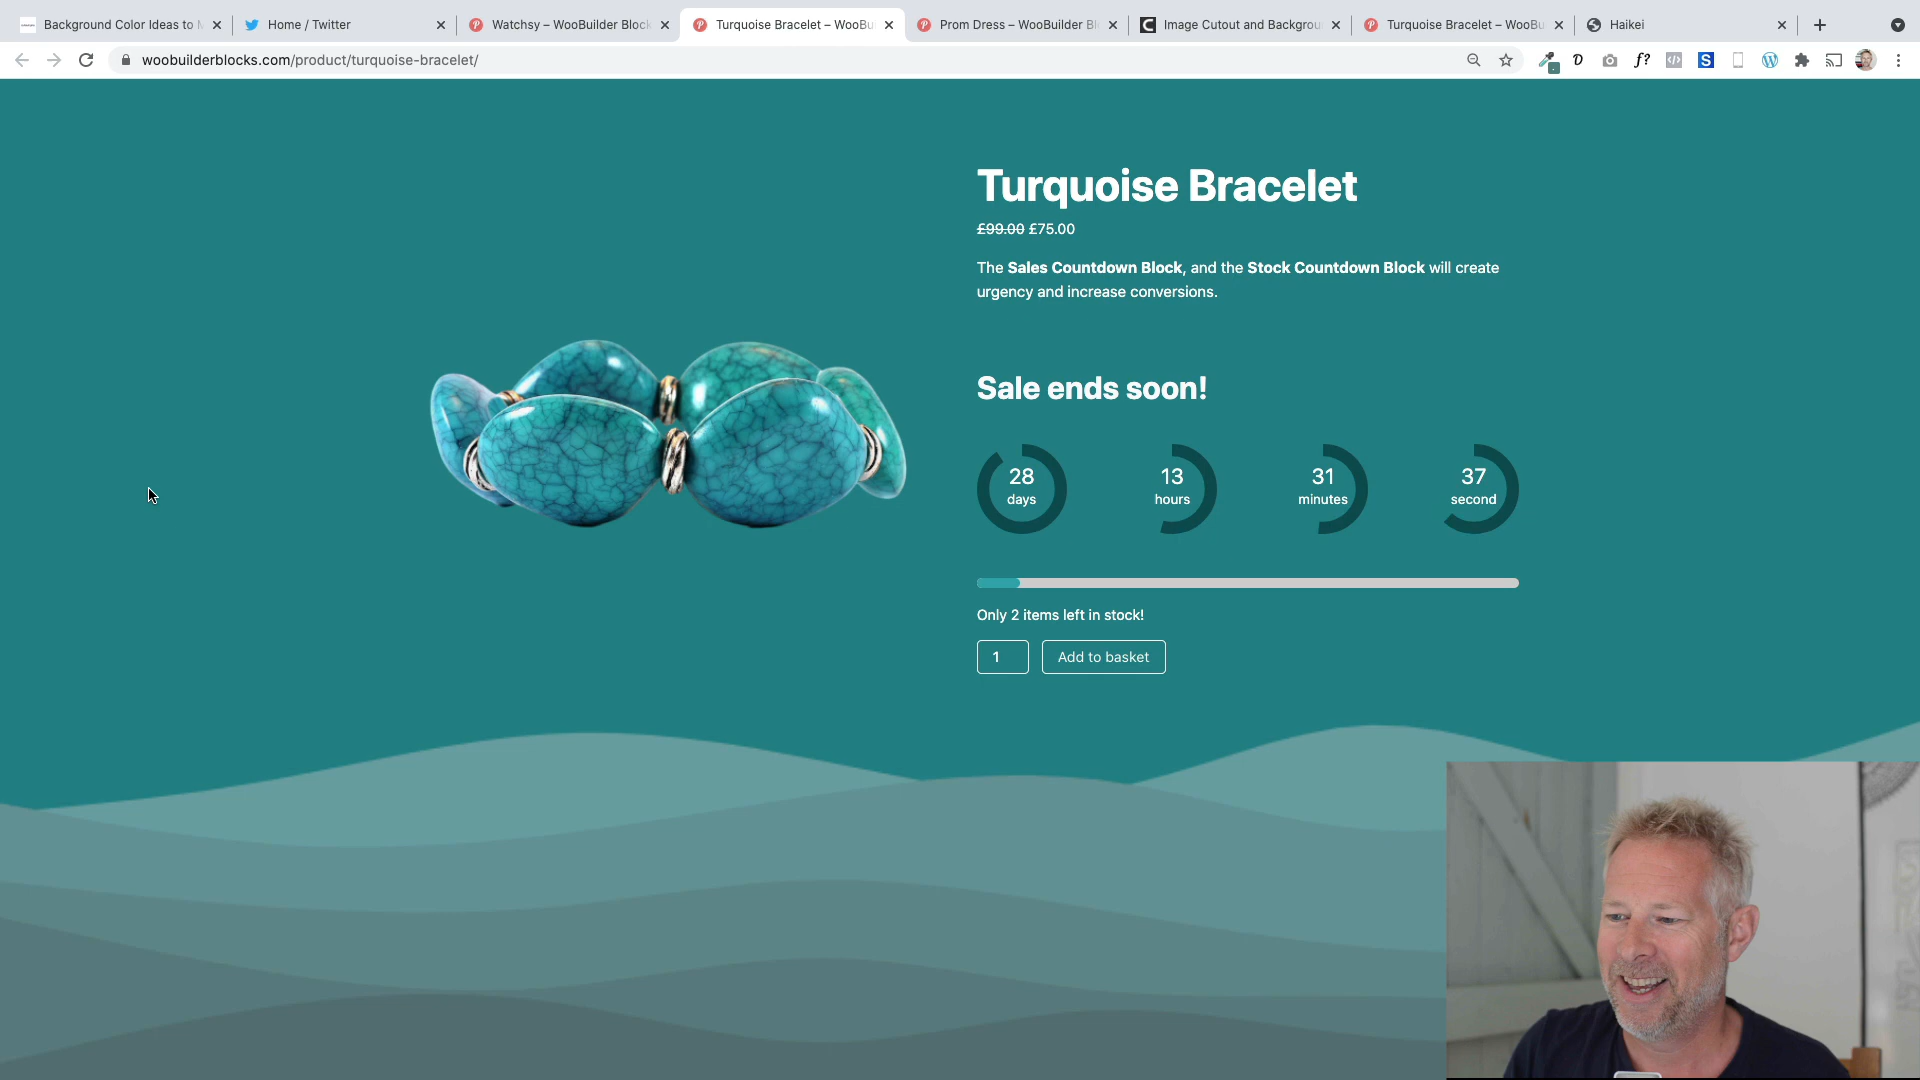 Background Color Ideas to M
Home / Twitter
Watchsy – WooBuilder Block
Turquoise Bracelet – WooBu
Prom Dress – WooBuilder Bl
Image Cutout and Backgrou
Turquoise Bracelet – WooBu
Haikei
woobuilderblocks.com/product/turquoise-bracelet/
Turquoise Bracelet
£99.00 £75.00
The Sales Countdown Block, and the Stock Countdown Block will create
urgency and increase conversions.
Sale ends soon!
28 13 31 37
days hours minutes second
Only 2 items left in stock!
1 Add to basket